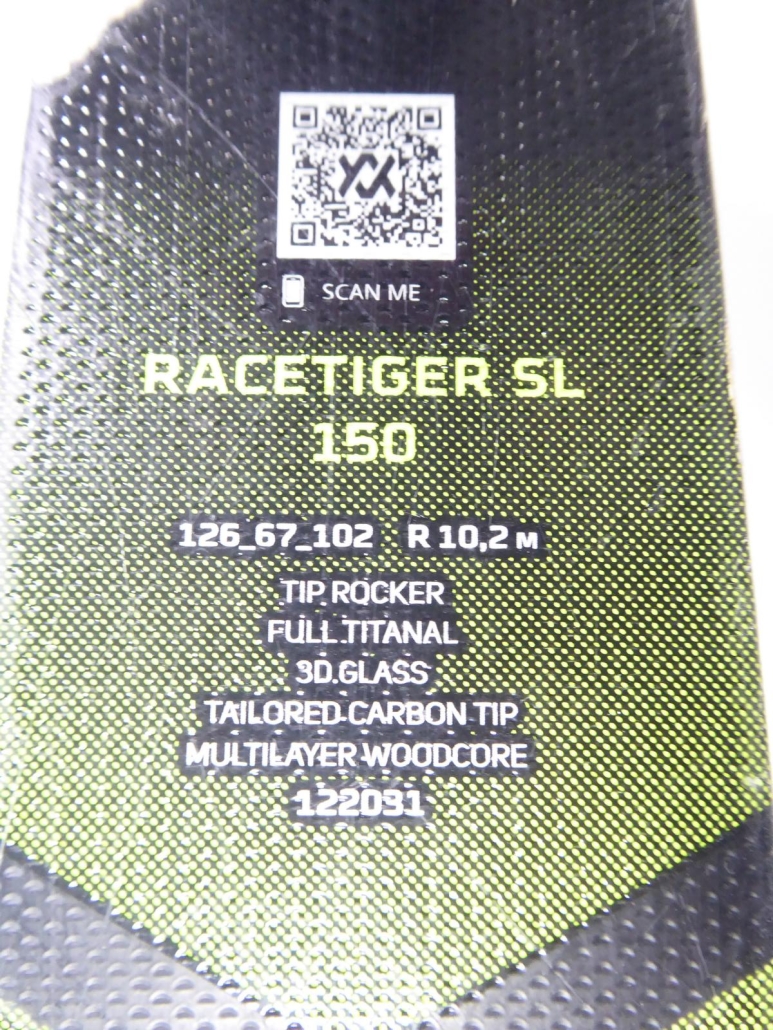 SCAN ME
RACETIGER SL
150
126_67_102 R 10,2 M
TIP ROCKER
FULL TITANAL
3D.GLASS
TAILORED CARBON TIP
MULTILAYER WOODCORE
122031